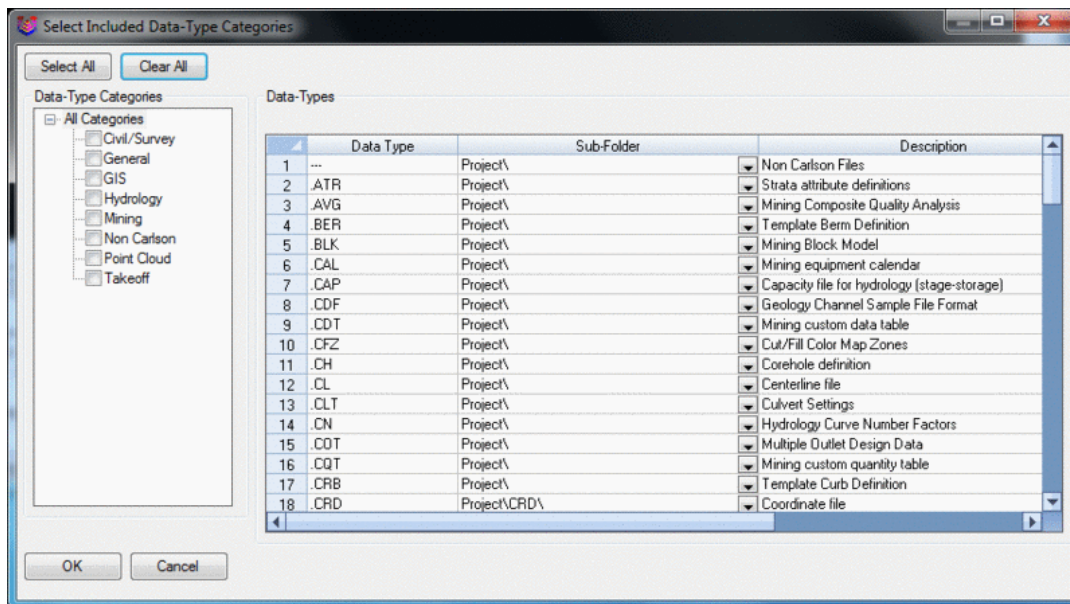 Select Included Data-Type Categories
Select All Clear All
Data-Type Categories
All Categories
Civil/Survey
General
GIS
Hydrology
Mining
Non Carlson
Point Cloud
Takeoff
Data-Types
Data Type Sub-Folder Description
1 --- Project\ Non Carlson Files
2 .ATR Project\ Strata attribute definitions
3 .AVG Project\ Mining Composite Quality Analysis
4 .BER Project\ Template Berm Definition
5 .BLK Project\ Mining Block Model
6 .CAL Project\ Mining equipment calendar
7 .CAP Project\ Capacity file for hydrology (stage-storage)
8 .CDF Project\ Geology Channel Sample File Format
9 .CDT Project\ Mining custom data table
10 .CFZ Project\ Cut/Fill Color Map Zones
11 .CH Project\ Corehole definition
12 .CL Project\ Centerline file
13 .CLT Project\ Culvert Settings
14 .CN Project\ Hydrology Curve Number Factors
15 .COT Project\ Multiple Outlet Design Data
16 .CQT Project\ Mining custom quantity table
17 .CRB Project\ Template Curb Definition
18 .CRD Project\CRD\ Coordinate file
OK Cancel